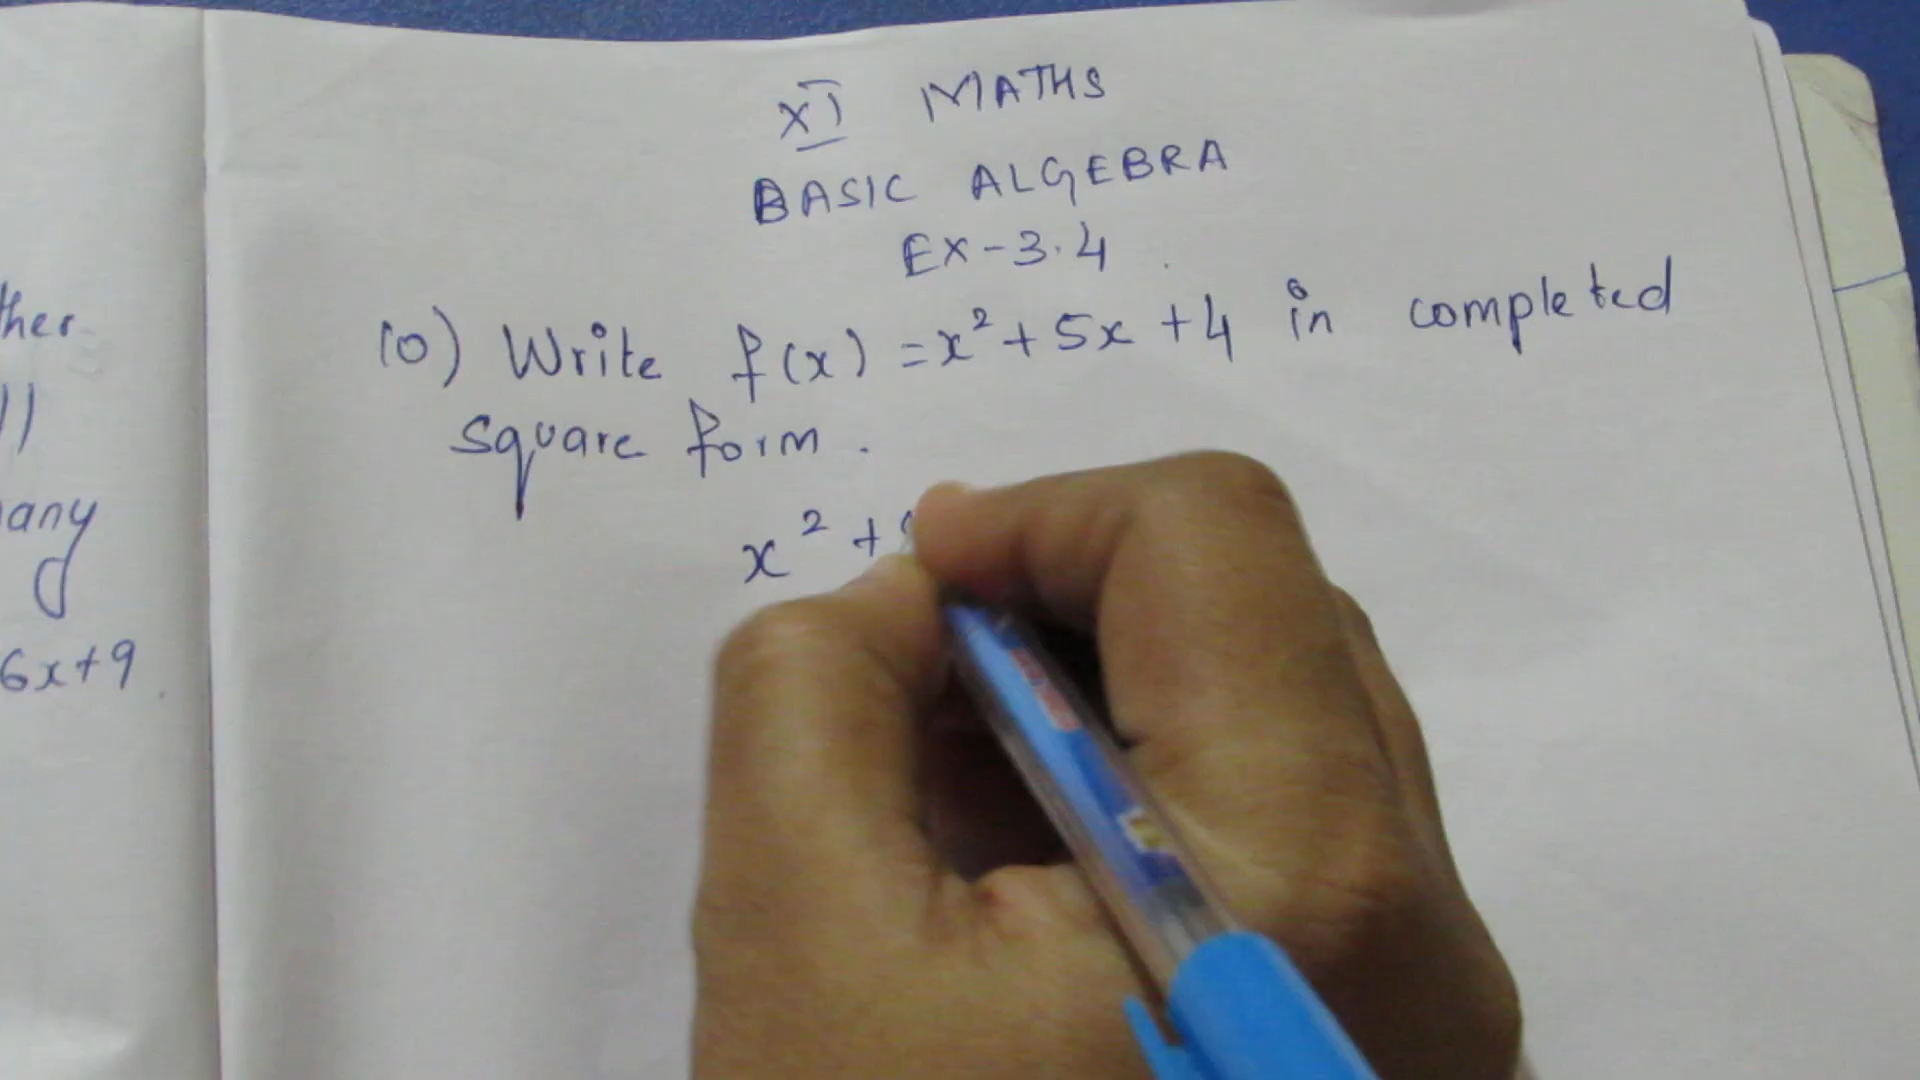 XI MATHS
BASIC ALGEBRA
EX-3.4
10) Write f(x) = x² + 5x + 4 in completed
square form.
x² +
any
6x+9